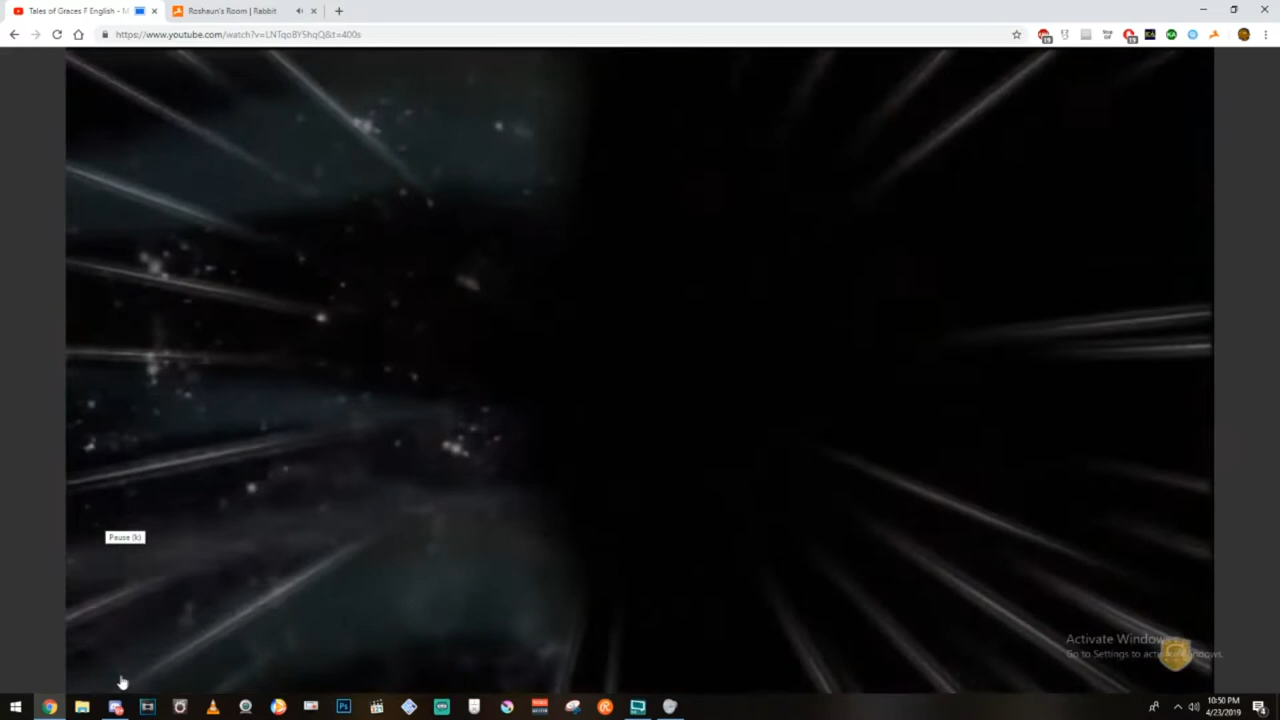 Tales of Graces F English - M
Roshaun's Room | Rabbit
https://www.youtube.com/watch?v=LNTqo8Y5hqQ&t=400s
Pause (k)
Activate Windows
Go to Settings to activate Windows.
10:50 PM
4/23/2019